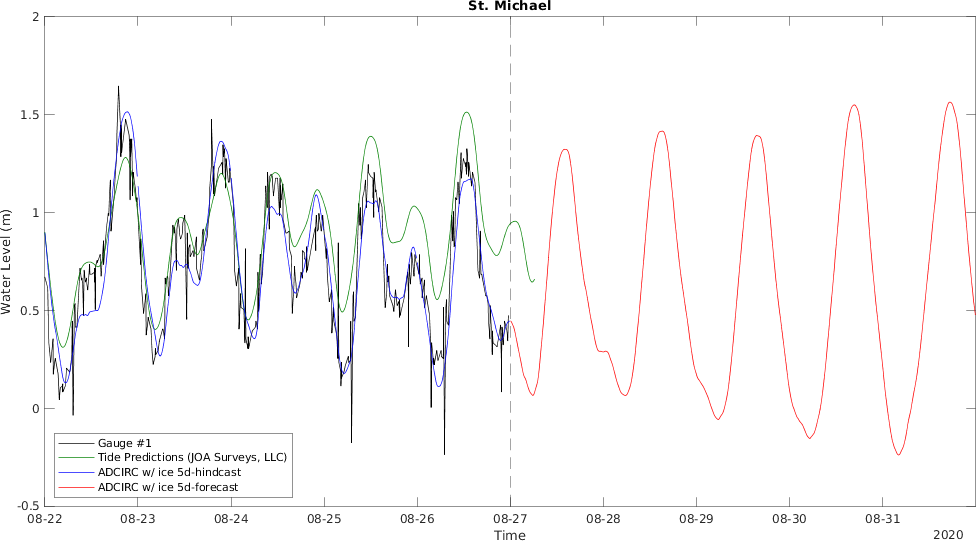 St. Michael
Water Level (m)
2
1.5
1
0.5
0
-0.5
Gauge #1
Tide Predictions (JOA Surveys, LLC)
ADCIRC w/ ice 5d-hindcast
ADCIRC w/ ice 5d-forecast
08-22 08-23 08-24 08-25 08-26 08-27 08-28 08-29 08-30 08-31
Time
2020